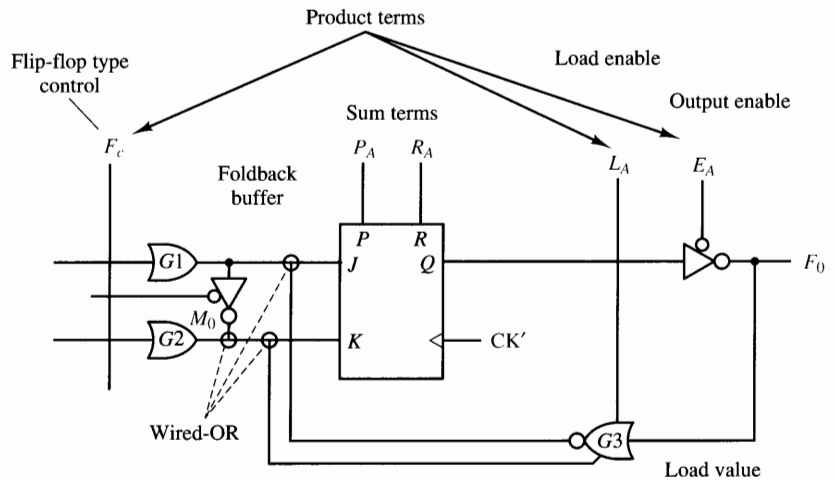 Product terms
Flip-flop type
control
Load enable
Output enable
Sum terms
F_c
P_A
R_A
L_A
E_A
Foldback
buffer
P
R
G1
J
Q
F_0
M_0
G2
K
CK′
Wired-OR
G3
Load value